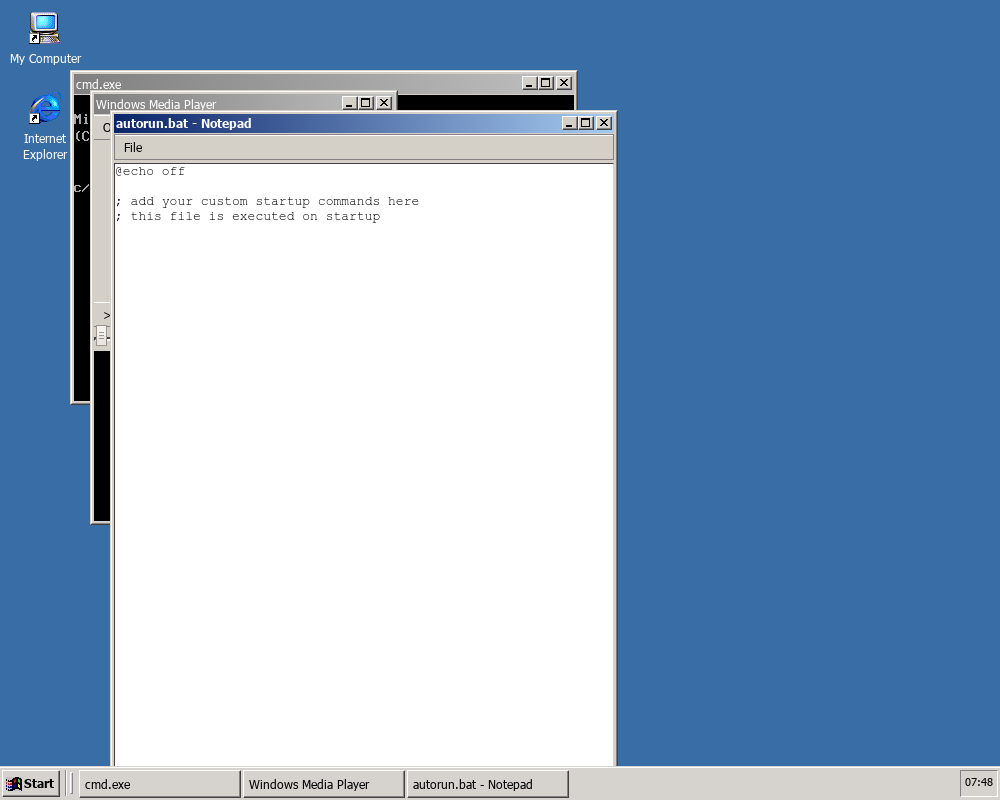 My Computer
Internet
Explorer
cmd.exe
Windows Media Player
autorun.bat - Notepad
File
@echo off
; add your custom startup commands here
; this file is executed on startup
Mi
(C
c/
O
>
Start
cmd.exe
Windows Media Player
autorun.bat - Notepad
07:48